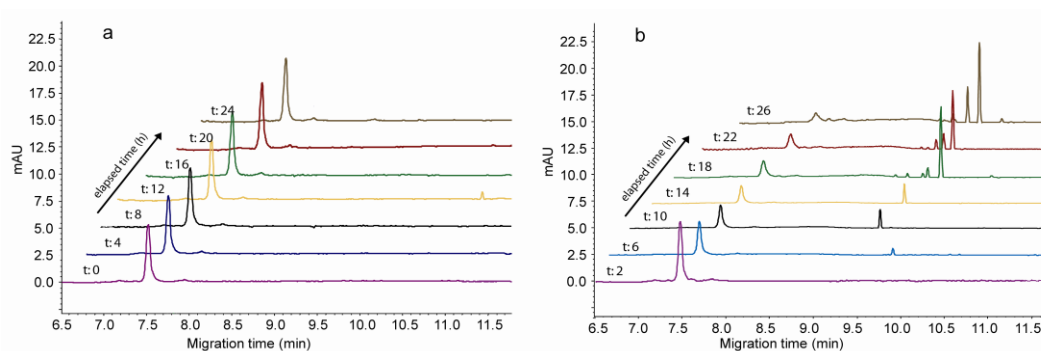 a
22.5
20.0
17.5
15.0
12.5
10.0
7.5
5.0
2.5
0.0
mAU
elapsed time (h)
t: 24
t: 20
t: 16
t: 12
t: 8
t: 4
t: 0
6.5 7.0 7.5 8.0 8.5 9.0 9.5 10.0 10.5 11.0 11.5
Migration time (min)
b
22.5
20.0
17.5
15.0
12.5
10.0
7.5
5.0
2.5
0.0
mAU
elapsed time (h)
t: 26
t: 22
t: 18
t: 14
t: 10
t: 6
t: 2
6.5 7.0 7.5 8.0 8.5 9.0 9.5 10.0 10.5 11.0 11.5
Migration time (min)